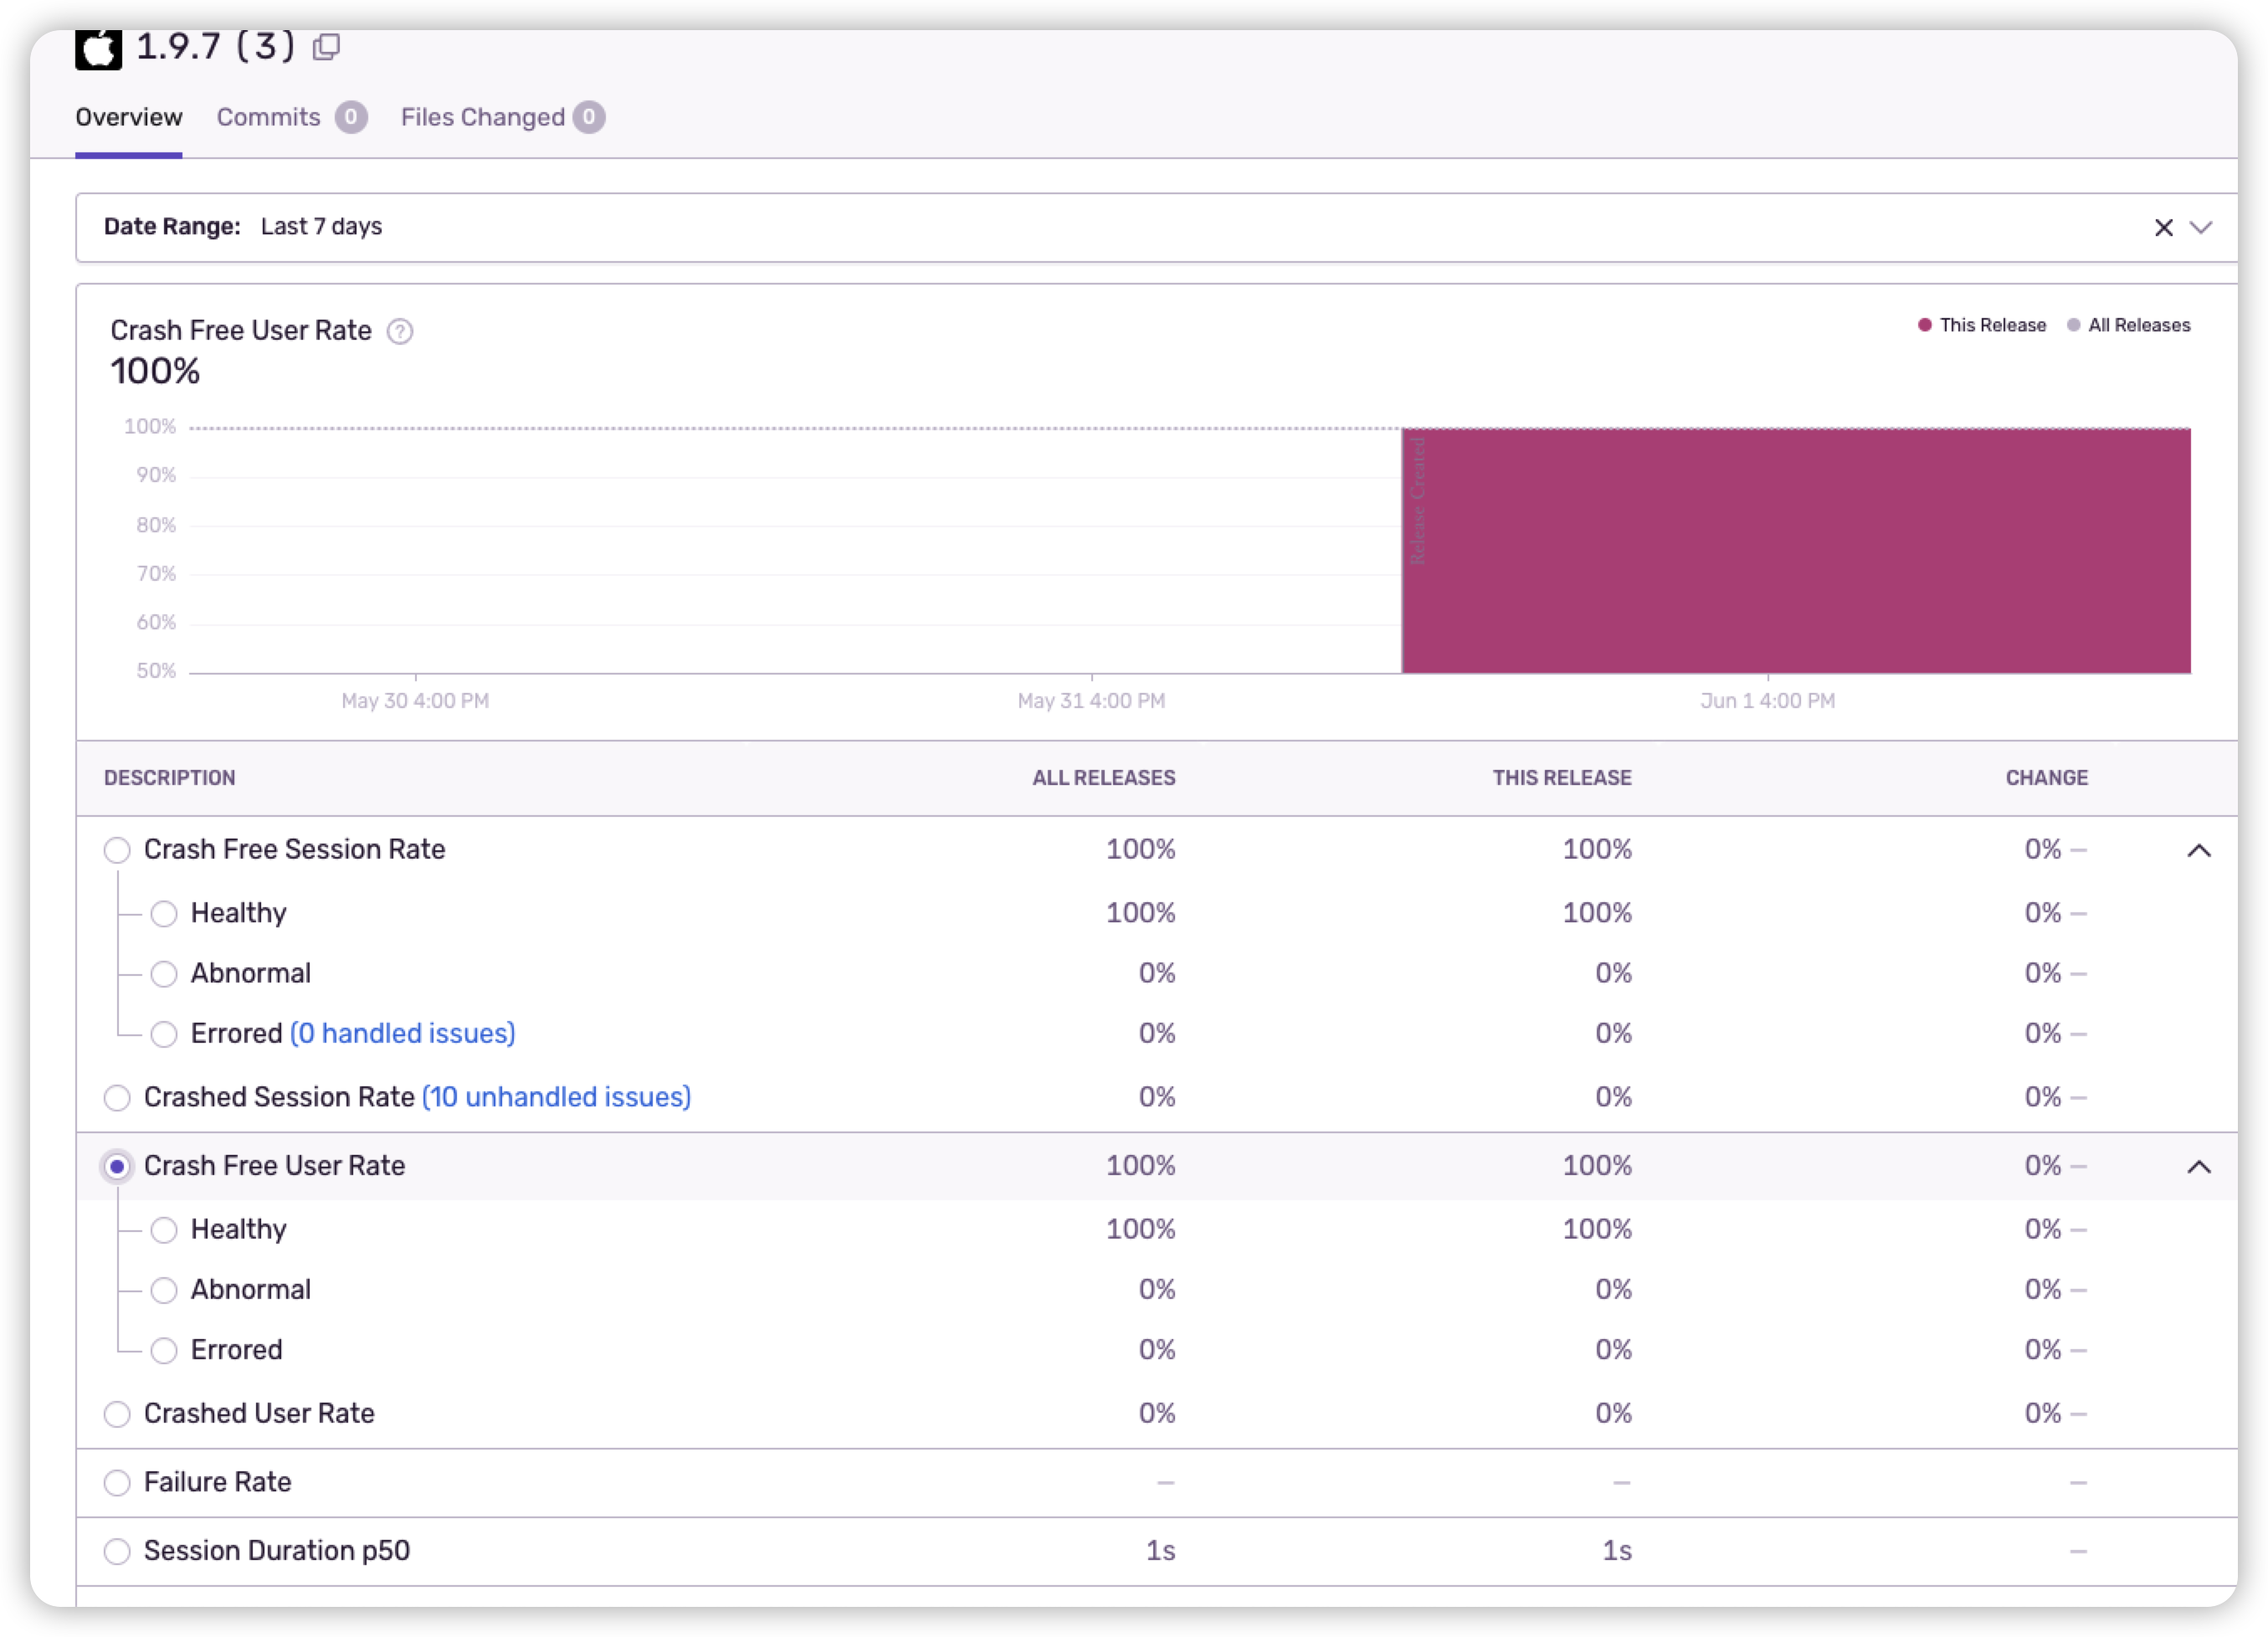 1.9.7 (3)
Overview Commits 0 Files Changed 0
Date Range: Last 7 days
Crash Free User Rate ?
100%
This Release All Releases
100%
90%
80%
70%
60%
50%
Release Created
May 30 4:00 PM May 31 4:00 PM Jun 1 4:00 PM
DESCRIPTION ALL RELEASES THIS RELEASE CHANGE
Crash Free Session Rate 100% 100% 0% –
Healthy 100% 100% 0% –
Abnormal 0% 0% 0% –
Errored (0 handled issues) 0% 0% 0% –
Crashed Session Rate (10 unhandled issues) 0% 0% 0% –
Crash Free User Rate 100% 100% 0% –
Healthy 100% 100% 0% –
Abnormal 0% 0% 0% –
Errored 0% 0% 0% –
Crashed User Rate 0% 0% 0% –
Failure Rate – – –
Session Duration p50 1s 1s –